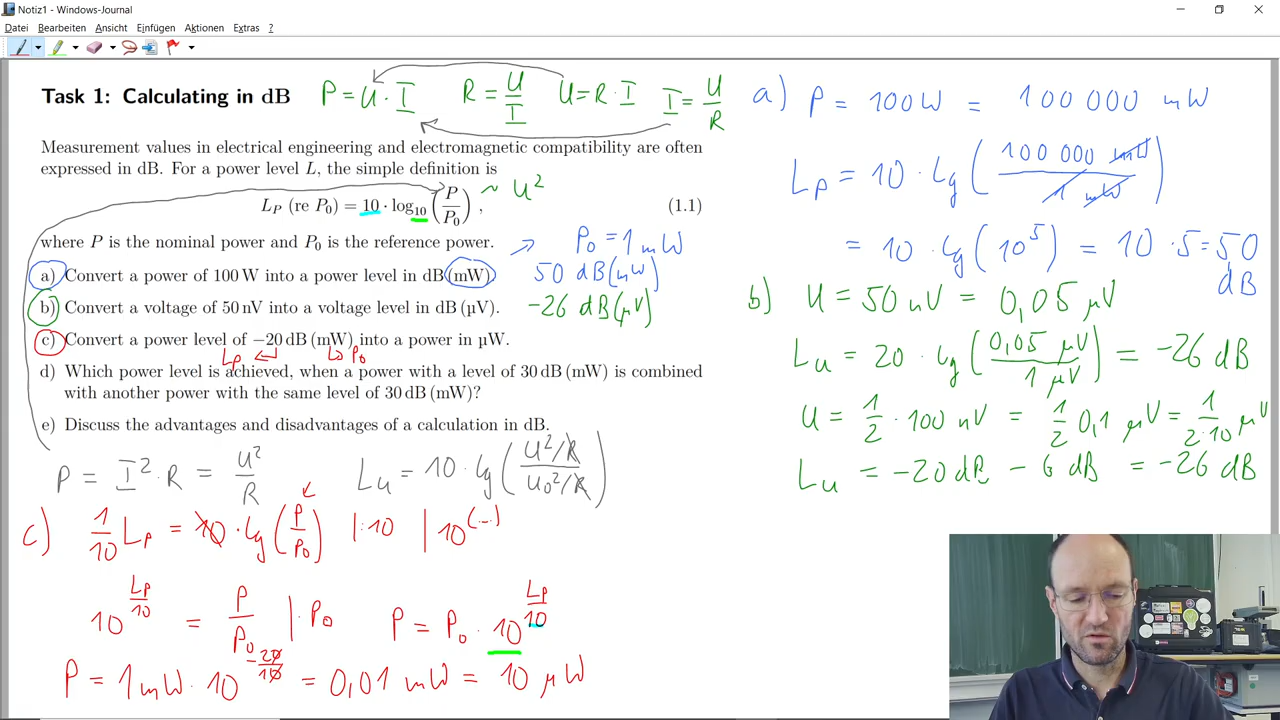 Notiz1 - Windows-Journal
Datei Bearbeiten Ansicht Einfügen Aktionen Extras ?
Task 1: Calculating in dB
P = U · I R = U/I U = R · I I = U/R
Measurement values in electrical engineering and electromagnetic compatibility are often
expressed in dB. For a power level L, the simple definition is
L_P (re P_0) = 10 · log_10 (P/P_0) , ~ U² (1.1)
where P is the nominal power and P_0 is the reference power. P_0 = 1 mW
a) Convert a power of 100 W into a power level in dB (mW) 50 dB(mW)
b) Convert a voltage of 50 nV into a voltage level in dB (µV). -26 dB(µV)
c) Convert a power level of −20 dB (mW) into a power in µW.
L_P P_0
d) Which power level is achieved, when a power with a level of 30 dB (mW) is combined
with another power with the same level of 30 dB (mW)?
e) Discuss the advantages and disadvantages of a calculation in dB.
P = I² · R = U²/R L_U = 10 · lg (U²/R / U_0²/R)
c) 1/10 L_P = 10 · lg (P/P_0) |:10 | 10^(...)
10^(L_P/10) = P/P_0 | · P_0 P = P_0 · 10^(L_P/10)
P = 1 mW · 10^(-20/10) = 0,01 mW = 10 µW
a) P = 100 W = 100 000 mW
L_P = 10 · lg (100 000 mW / 1 mW)
= 10 · lg (10^5) = 10 · 5 = 50
dB
b) U = 50 nV = 0,05 µV
L_U = 20 · lg (0,05 µV / 1 µV) = -26 dB
U = 1/2 · 100 nV = 1/2 0,1 µV = 1/(2·10) µV
L_U = -20 dB - 6 dB = -26 dB